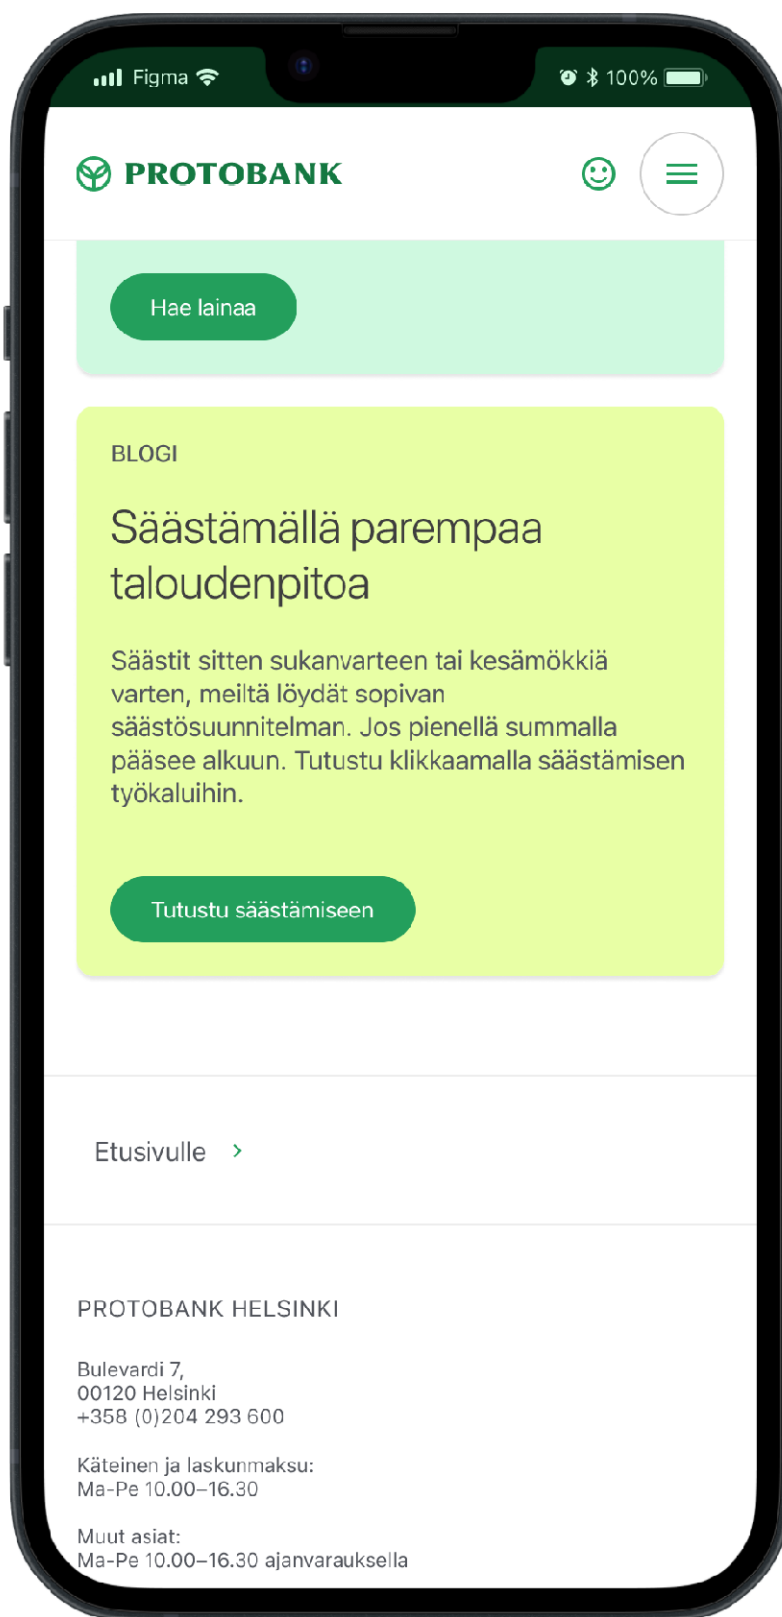 Figma
100%
PROTOBANK
Hae lainaa
BLOGI
Säästämällä parempaa
taloudenpitoa
Säästit sitten sukanvarteen tai kesämökkiä
varten, meiltä löydät sopivan
säästösuunnitelman. Jos pienellä summalla
pääsee alkuun. Tutustu klikkaamalla säästämisen
työkaluihin.
Tutustu säästämiseen
Etusivulle
PROTOBANK HELSINKI
Bulevardi 7,
00120 Helsinki
+358 (0)204 293 600
Käteinen ja laskunmaksu:
Ma-Pe 10.00–16.30
Muut asiat:
Ma-Pe 10.00–16.30 ajanvarauksella